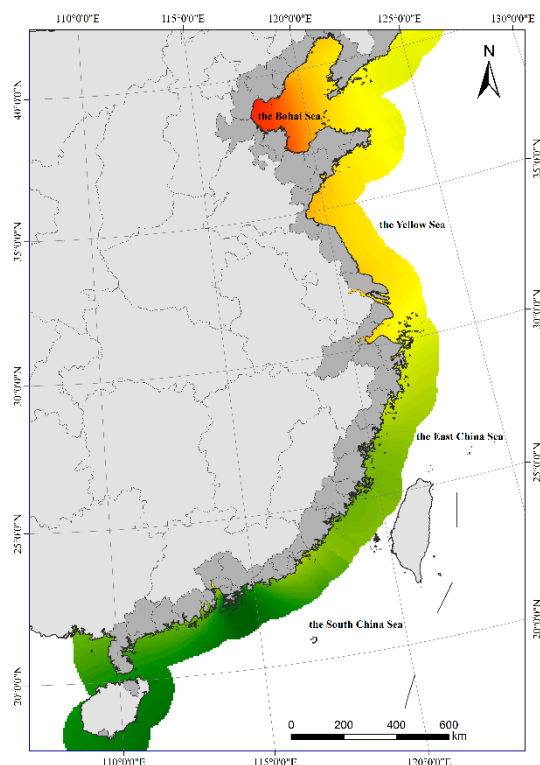 110°0'0"E 115°0'0"E 120°0'0"E 125°0'0"E 130°0'0"E
N
40°0'0"N
the Bohai Sea
35°0'0"N
the Yellow Sea
35°0'0"N
30°0'0"N
30°0'0"N
the East China Sea
25°0'0"N
25°0'0"N
the South China Sea
20°0'0"N
20°0'0"N
0 200 400 600
km
110°0'0"E 115°0'0"E 120°0'0"E